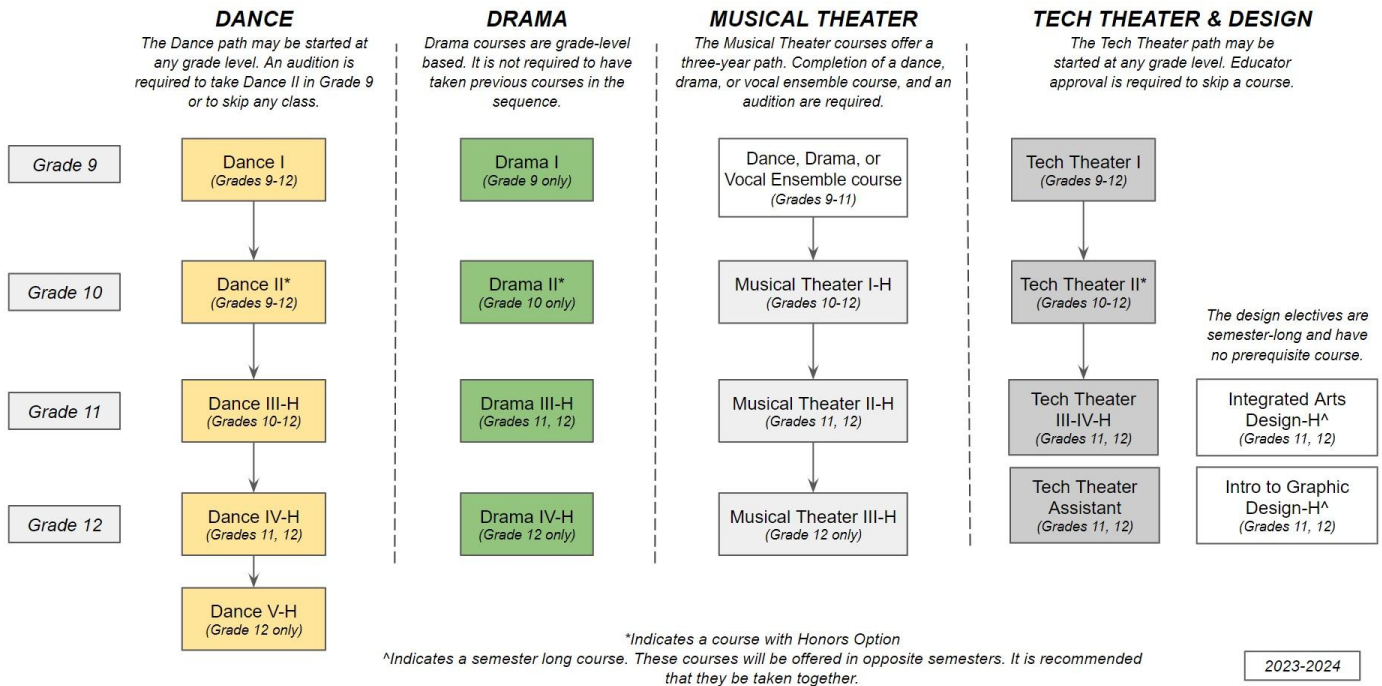 DANCE
The Dance path may be started at
any grade level. An audition is
required to take Dance II in Grade 9
or to skip any class.
DRAMA
Drama courses are grade-level
based. It is not required to have
taken previous courses in the
sequence.
MUSICAL THEATER
The Musical Theater courses offer a
three-year path. Completion of a dance,
drama, or vocal ensemble course, and an
audition are required.
TECH THEATER & DESIGN
The Tech Theater path may be
started at any grade level. Educator
approval is required to skip a course.
Grade 9
Dance I
(Grades 9-12)
Drama I
(Grade 9 only)
Dance, Drama, or
Vocal Ensemble course
(Grades 9-11)
Tech Theater I
(Grades 9-12)
Grade 10
Dance II*
(Grades 9-12)
Drama II*
(Grade 10 only)
Musical Theater I-H
(Grades 10-12)
Tech Theater II*
(Grades 10-12)
The design electives are
semester-long and have
no prerequisite course.
Grade 11
Dance III-H
(Grades 10-12)
Drama III-H
(Grades 11, 12)
Musical Theater II-H
(Grades 11, 12)
Tech Theater
III-IV-H
(Grades 11, 12)
Integrated Arts
Design-H^
(Grades 11, 12)
Grade 12
Dance IV-H
(Grades 11, 12)
Drama IV-H
(Grade 12 only)
Musical Theater III-H
(Grade 12 only)
Tech Theater
Assistant
(Grades 11, 12)
Intro to Graphic
Design-H^
(Grades 11, 12)
Dance V-H
(Grade 12 only)
*Indicates a course with Honors Option
^Indicates a semester long course. These courses will be offered in opposite semesters. It is recommended
that they be taken together.
2023-2024